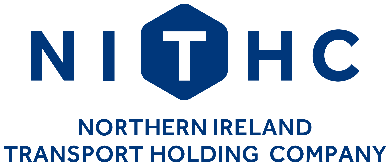 NITHC
NORTHERN IRELAND
TRANSPORT HOLDING COMPANY